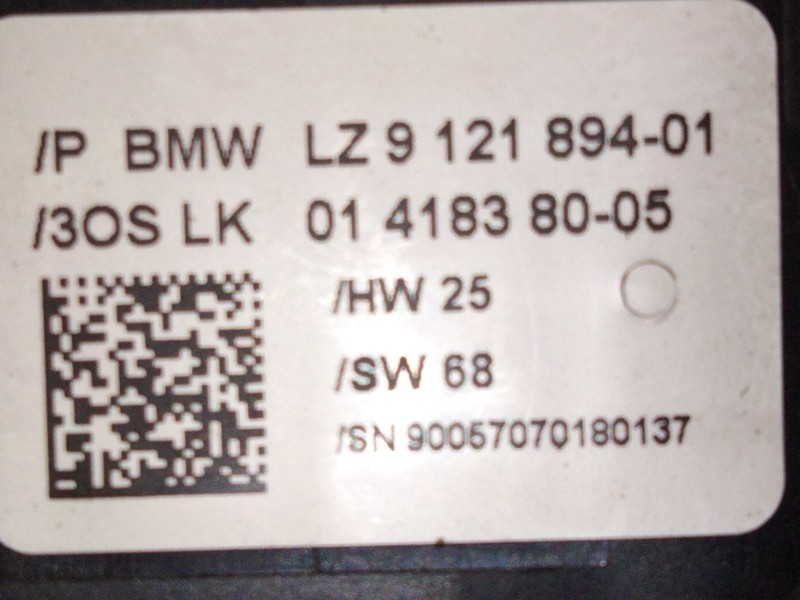 /P BMW LZ 9 121 894-01
/3OS LK 01 4183 80-05
/HW 25
/SW 68
/SN 90057070180137